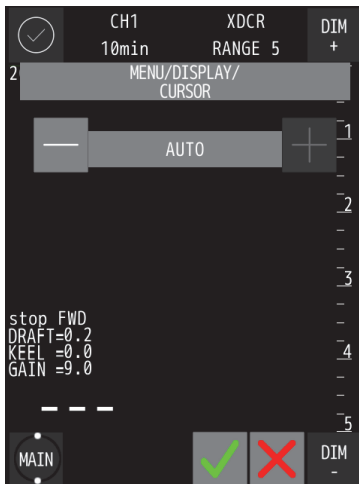 CH1 XDCR DIM
10min RANGE 5 +
2
MENU/DISPLAY/
CURSOR
— AUTO +
1
2
3
stop FWD
DRAFT=0.2
KEEL =0.0
GAIN =9.0
4
– – –
5
MAIN DIM
-